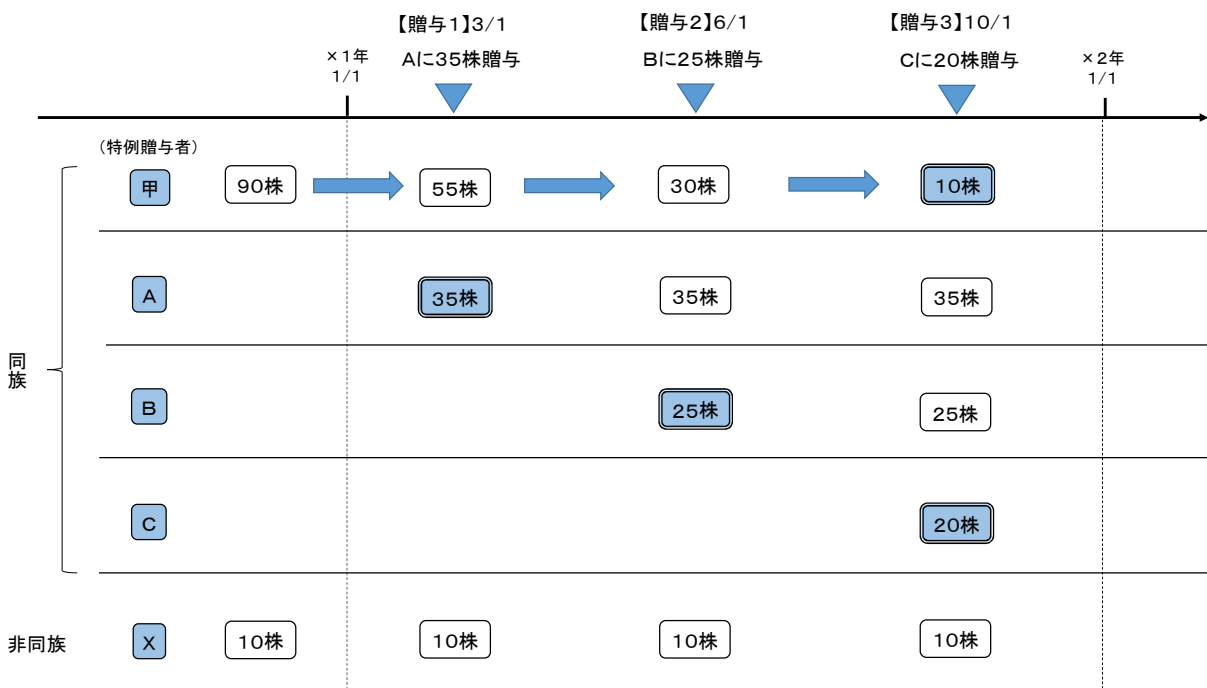 【贈与1】3/1
Aに35株贈与
【贈与2】6/1
Bに25株贈与
【贈与3】10/1
Cに20株贈与
×1年
1/1
×2年
1/1
(特例贈与者)
甲
90株
55株
30株
10株
A
35株
35株
35株
同族
B
25株
25株
C
20株
非同族
X
10株
10株
10株
10株